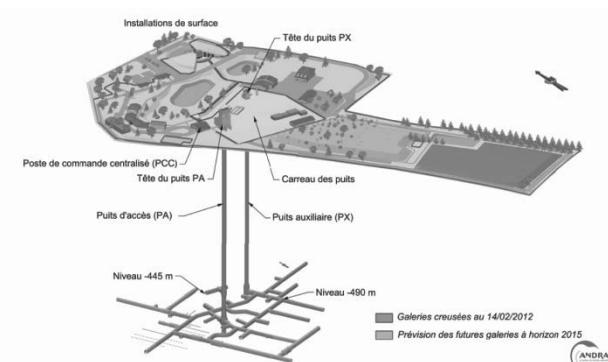 Installations de surface
Tête du puits PX
Poste de commande centralisé (PCC)
Tête du puits PA
Carreau des puits
Puits d'accès (PA)
Puits auxiliaire (PX)
Niveau -445 m
Niveau -490 m
Galeries creusées au 14/02/2012
Prévision des futures galeries à horizon 2015
ANDRA